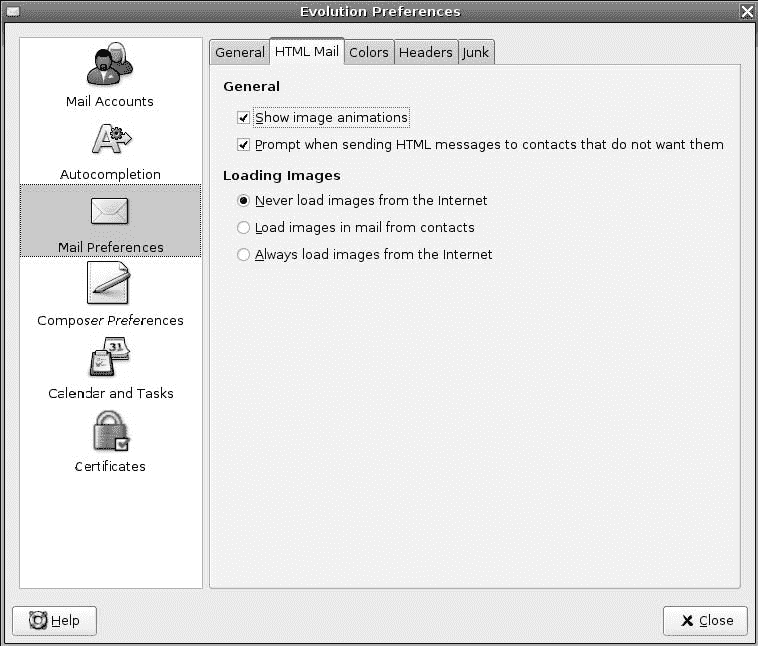 Evolution Preferences
Mail Accounts
Autocompletion
Mail Preferences
Composer Preferences
31
Calendar and Tasks
Certificates
General HTML Mail Colors Headers Junk
General
Show image animations
Prompt when sending HTML messages to contacts that do not want them
Loading Images
Never load images from the Internet
Load images in mail from contacts
Always load images from the Internet
Help
Close